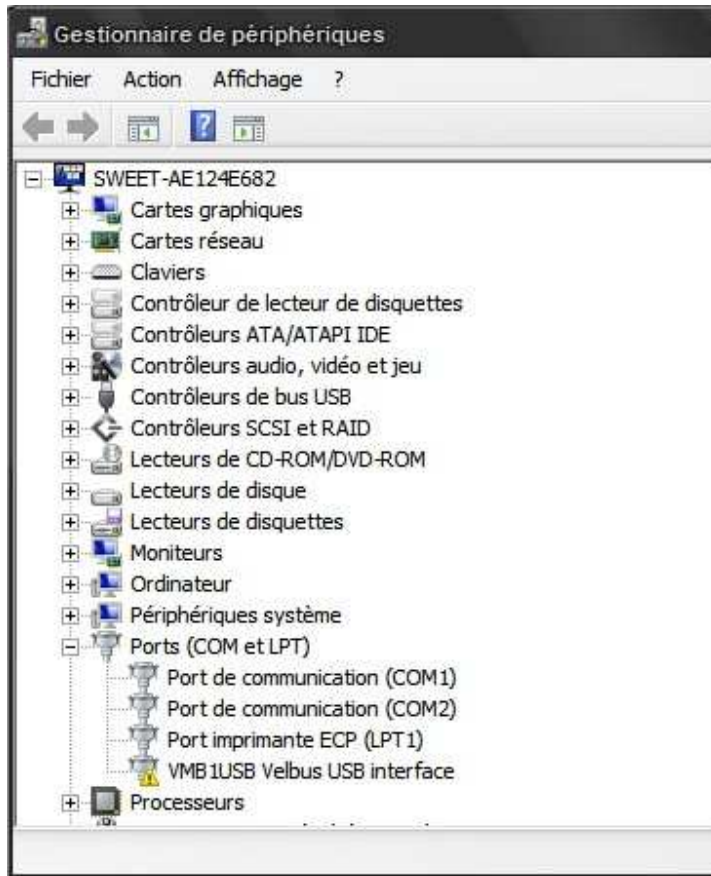 Gestionnaire de périphériques
Fichier Action Affichage ?
SWEET-AE124E682
Cartes graphiques
Cartes réseau
Claviers
Contrôleur de lecteur de disquettes
Contrôleurs ATA/ATAPI IDE
Contrôleurs audio, vidéo et jeu
Contrôleurs de bus USB
Contrôleurs SCSI et RAID
Lecteurs de CD-ROM/DVD-ROM
Lecteurs de disque
Lecteurs de disquettes
Moniteurs
Ordinateur
Périphériques système
Ports (COM et LPT)
Port de communication (COM1)
Port de communication (COM2)
Port imprimante ECP (LPT1)
VMB1USB Velbus USB interface
Processeurs